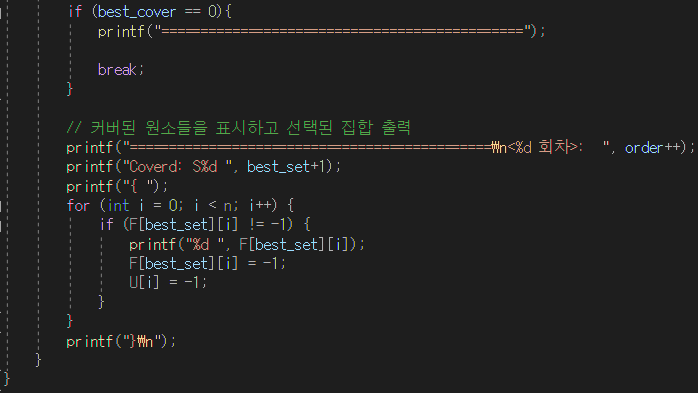 if (best_cover == 0){
printf("==============================================");
break;
}
// 커버된 원소들을 표시하고 선택된 집합 출력
printf("==============================================₩n<%d 회차>:  ", order++);
printf("Coverd: S%d ", best_set+1);
printf("{ ");
for (int i = 0; i < n; i++) {
if (F[best_set][i] != -1) {
printf("%d ", F[best_set][i]);
F[best_set][i] = -1;
U[i] = -1;
}
}
printf("}₩n");
}
}